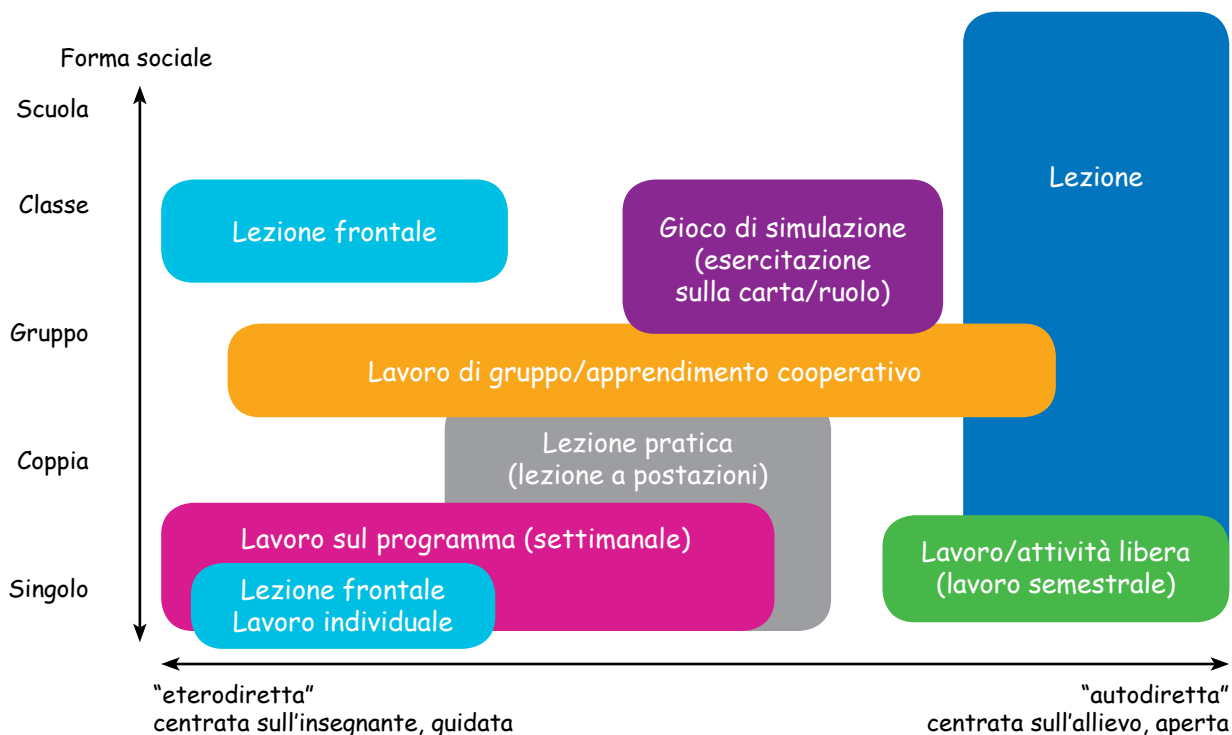 Forma sociale
Scuola
Lezione
Classe
Lezione frontale
Gioco di simulazione
(esercitazione
sulla carta/ruolo)
Gruppo
Lavoro di gruppo/apprendimento cooperativo
Coppia
Lezione pratica
(lezione a postazioni)
Lavoro sul programma (settimanale)
Lavoro/attività libera
(lavoro semestrale)
Singolo
Lezione frontale
Lavoro individuale
“eterodiretta”
centrata sull'insegnante, guidata
“autodiretta”
centrata sull'allievo, aperta